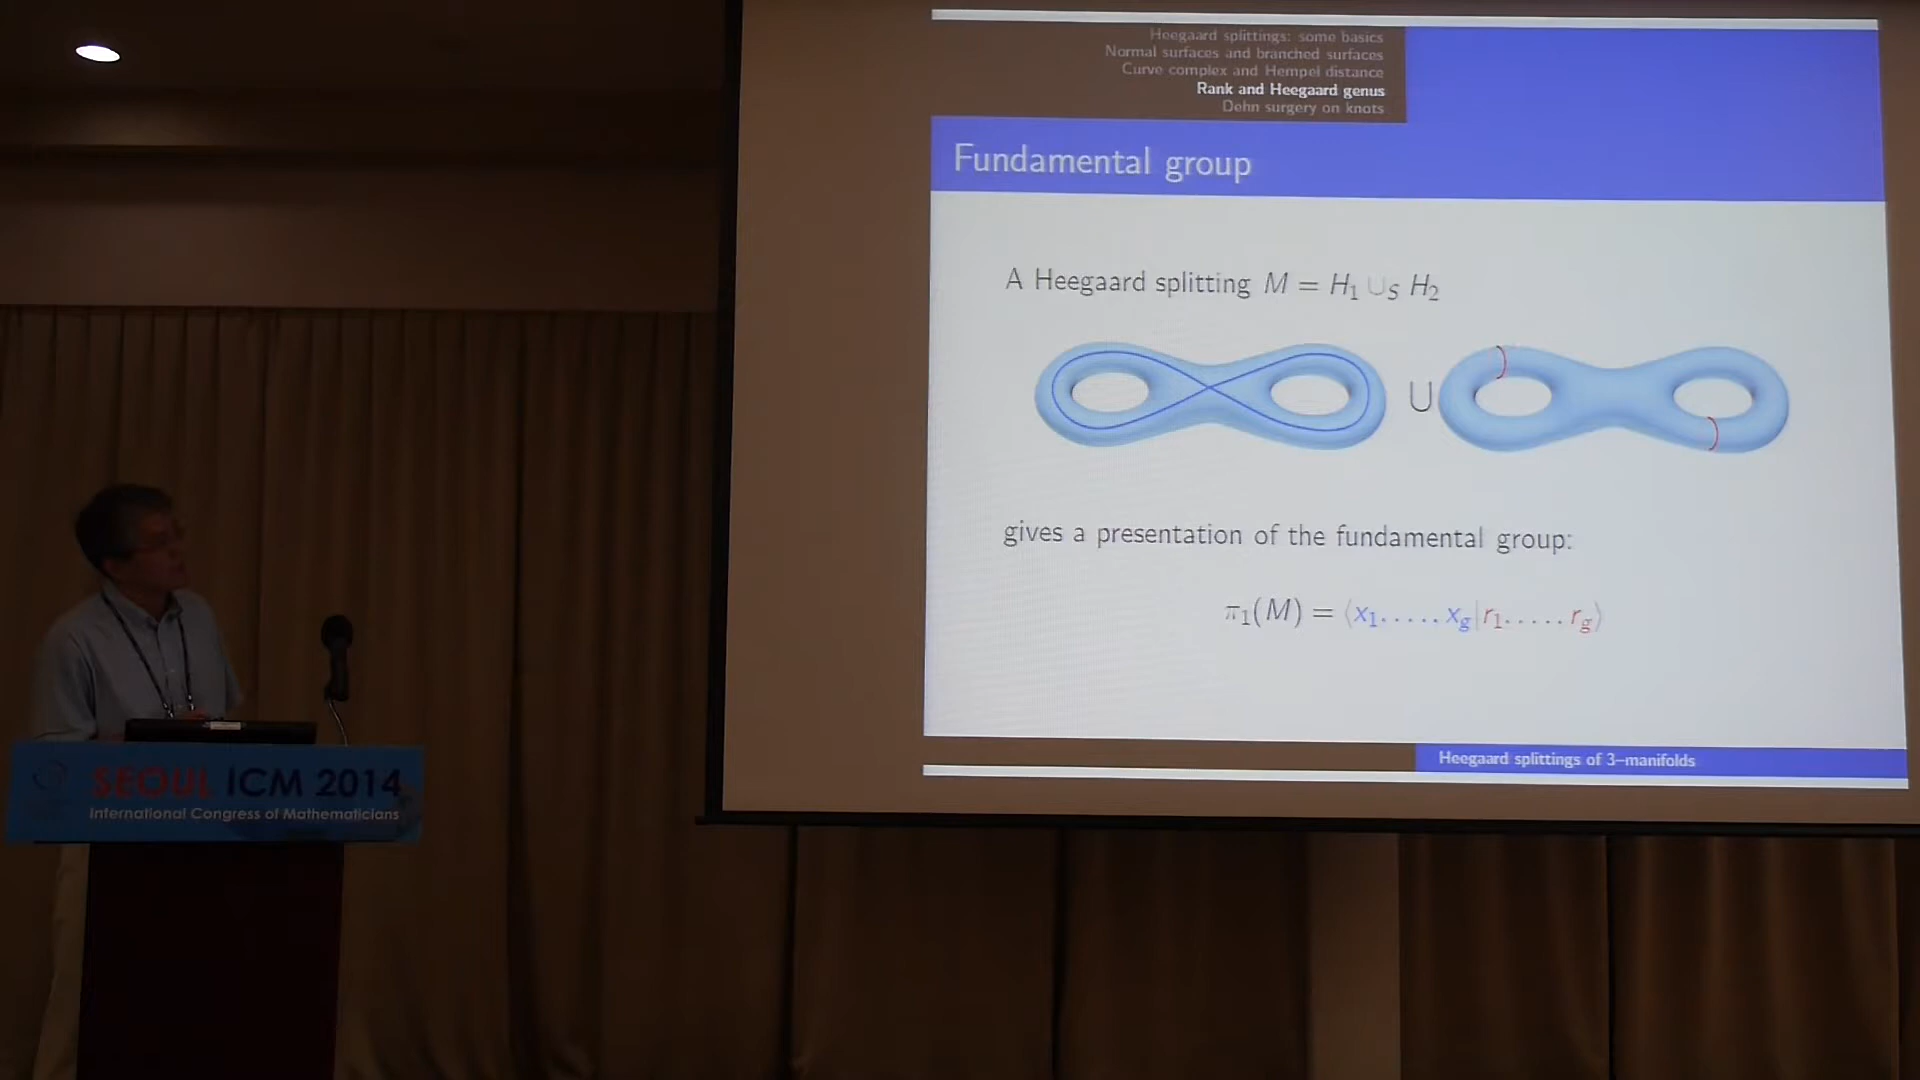 Heegaard splittings: some basics
Normal surfaces and branched surfaces
Curve complex and Hempel distance
Rank and Heegaard genus
Dehn surgery on knots
Fundamental group
A Heegaard splitting M = H₁ ∪S H₂
∪
gives a presentation of the fundamental group:
π₁(M) = ⟨x₁.....xg|r₁.....rg⟩
Heegaard splittings of 3–manifolds
SEOUL ICM 2014
International Congress of Mathematicians